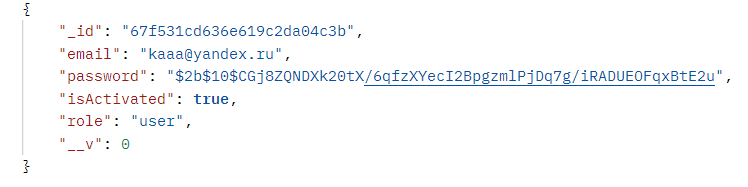 {
"_id": "67f531cd636e619c2da04c3b",
"email": "kaaa@yandex.ru",
"password": "$2b$10$CGj8ZQNDXk20tX/6qfzXYecI2BpgzmlPjDq7g/iRADUEOFqxBtE2u",
"isActivated": true,
"role": "user",
"__v": 0
}